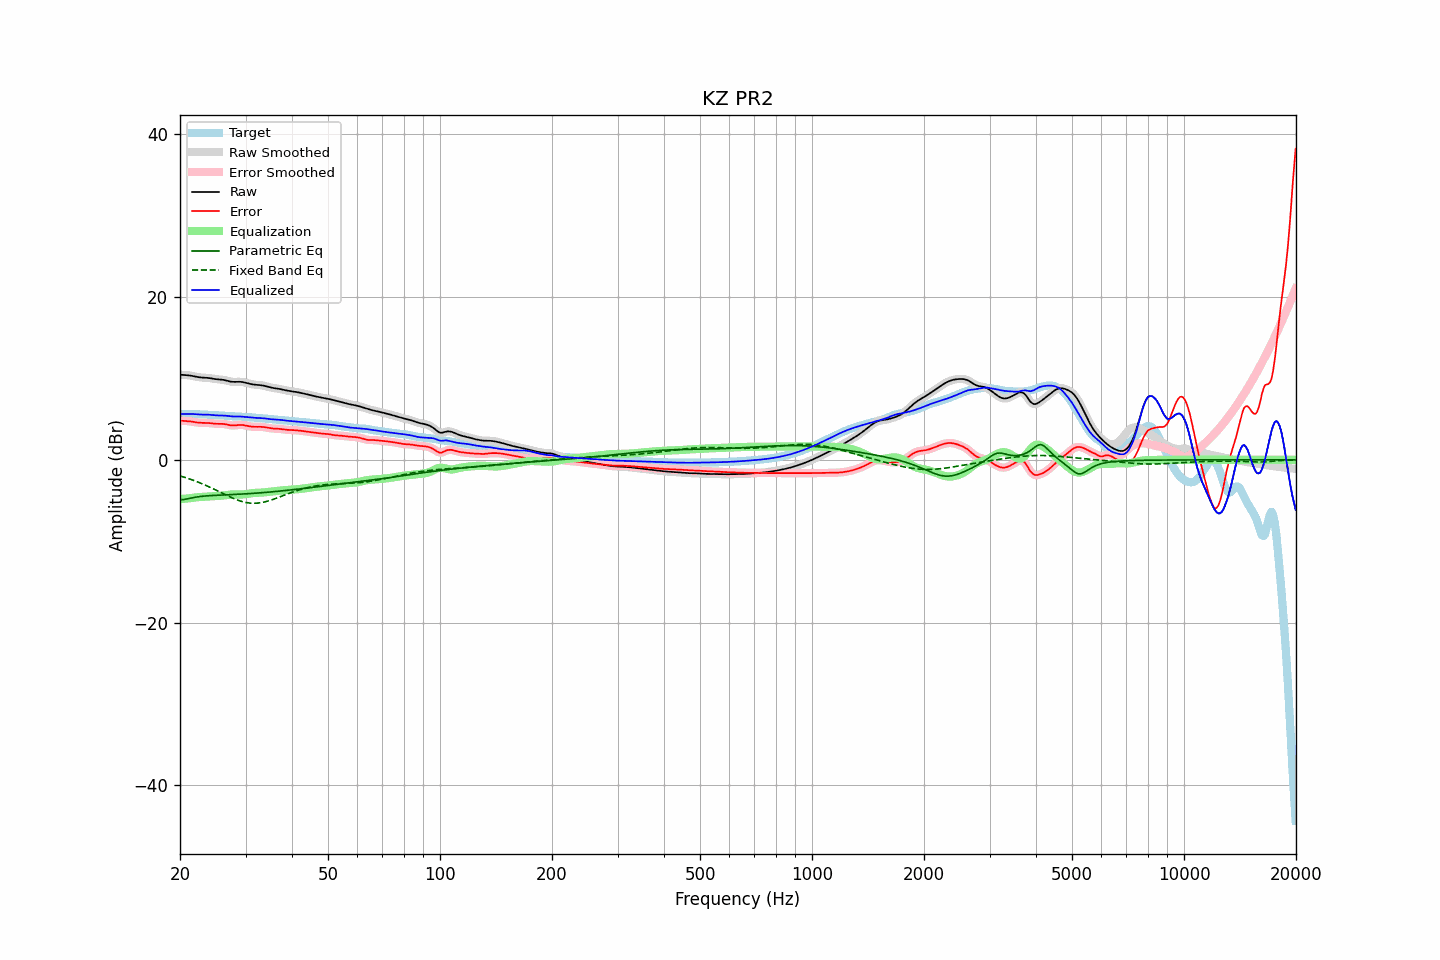 KZ PR2
40
20
0
−20
−40
Amplitude (dBr)
Target
Raw Smoothed
Error Smoothed
Raw
Error
Equalization
Parametric Eq
Fixed Band Eq
Equalized
20 50 100 200 500 1000 2000 5000 10000 20000
Frequency (Hz)